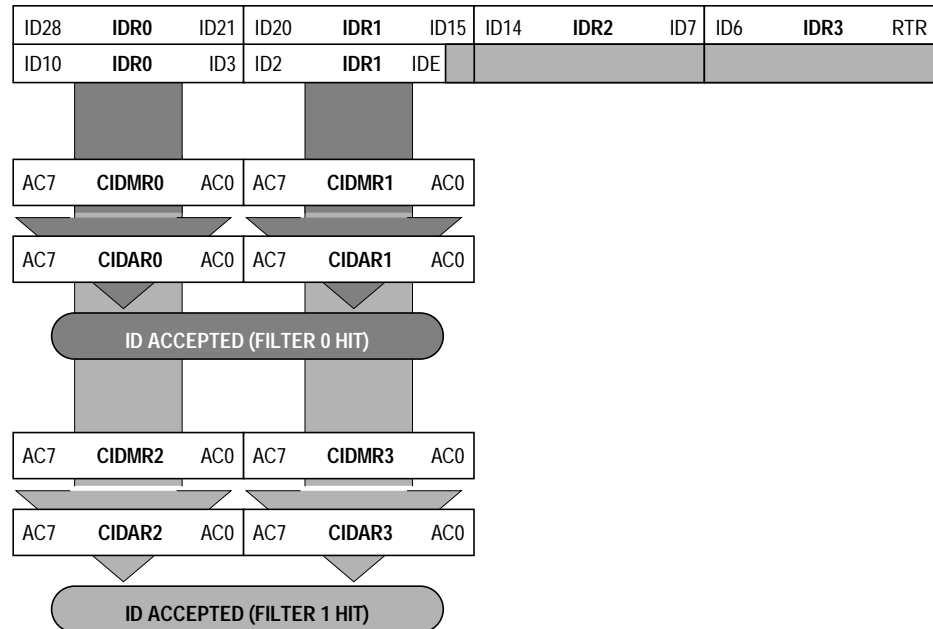 ID28 IDR0 ID21 ID20 IDR1 ID15 ID14 IDR2 ID7 ID6 IDR3 RTR
ID10 IDR0 ID3 ID2 IDR1 IDE
AC7 CIDMR0 AC0 AC7 CIDMR1 AC0
AC7 CIDAR0 AC0 AC7 CIDAR1 AC0
ID ACCEPTED (FILTER 0 HIT)
AC7 CIDMR2 AC0 AC7 CIDMR3 AC0
AC7 CIDAR2 AC0 AC7 CIDAR3 AC0
ID ACCEPTED (FILTER 1 HIT)